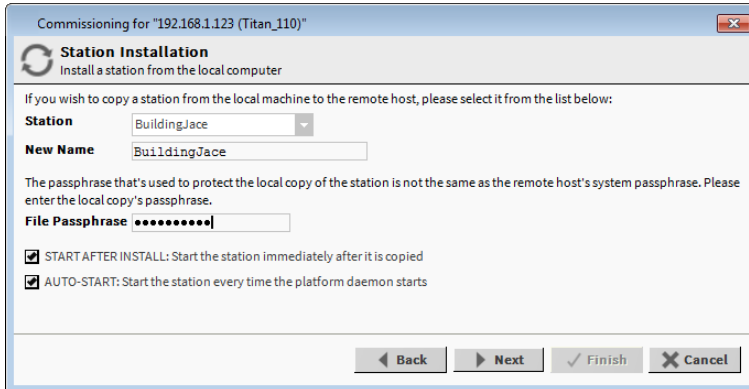 Commissioning for "192.168.1.123 (Titan_110)"
Station Installation
Install a station from the local computer
If you wish to copy a station from the local machine to the remote host, please select it from the list below:
Station BuildingJace
New Name BuildingJace
The passphrase that's used to protect the local copy of the station is not the same as the remote host's system passphrase. Please
enter the local copy's passphrase.
File Passphrase ●●●●●●●●●●
START AFTER INSTALL: Start the station immediately after it is copied
AUTO-START: Start the station every time the platform daemon starts
Back Next Finish Cancel